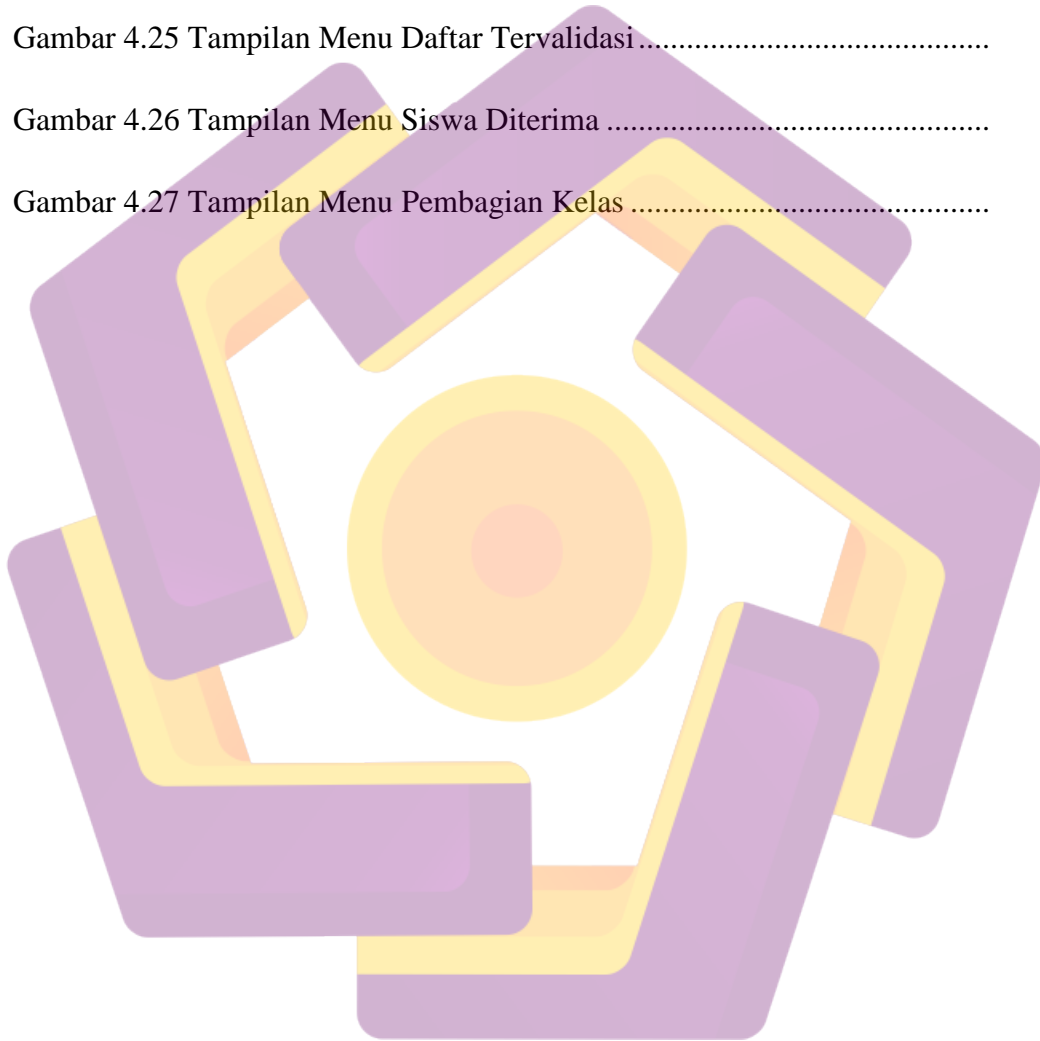 Gambar 4.25 Tampilan Menu Daftar Tervalidasi ...........................................
Gambar 4.26 Tampilan Menu Siswa Diterima ...............................................
Gambar 4.27 Tampilan Menu Pembagian Kelas ............................................